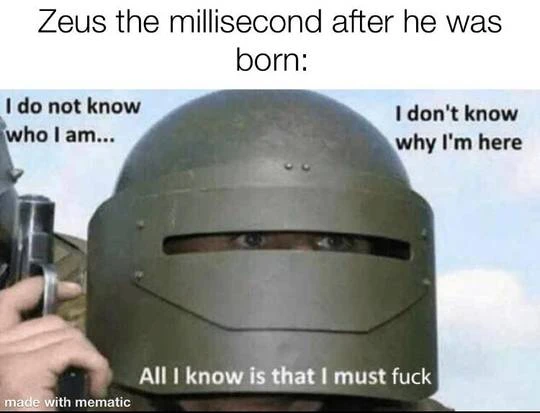 Zeus the millisecond after he was
born:
I do not know
who I am...
I don't know
why I'm here
All I know is that I must fuck
made with mematic